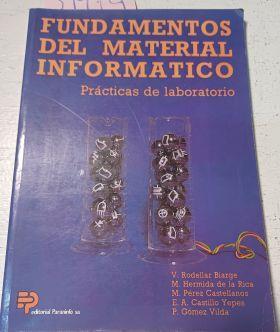 FUNDAMENTOS
DEL MATERIAL
INFORMATICO
Prácticas de laboratorio
V. Rodellar Biarge
M. Hermida de la Rica
M. Pérez Castellanos
E. A. Castillo Yepes
P. Gómez Vilda
editorial Paraninfo sa